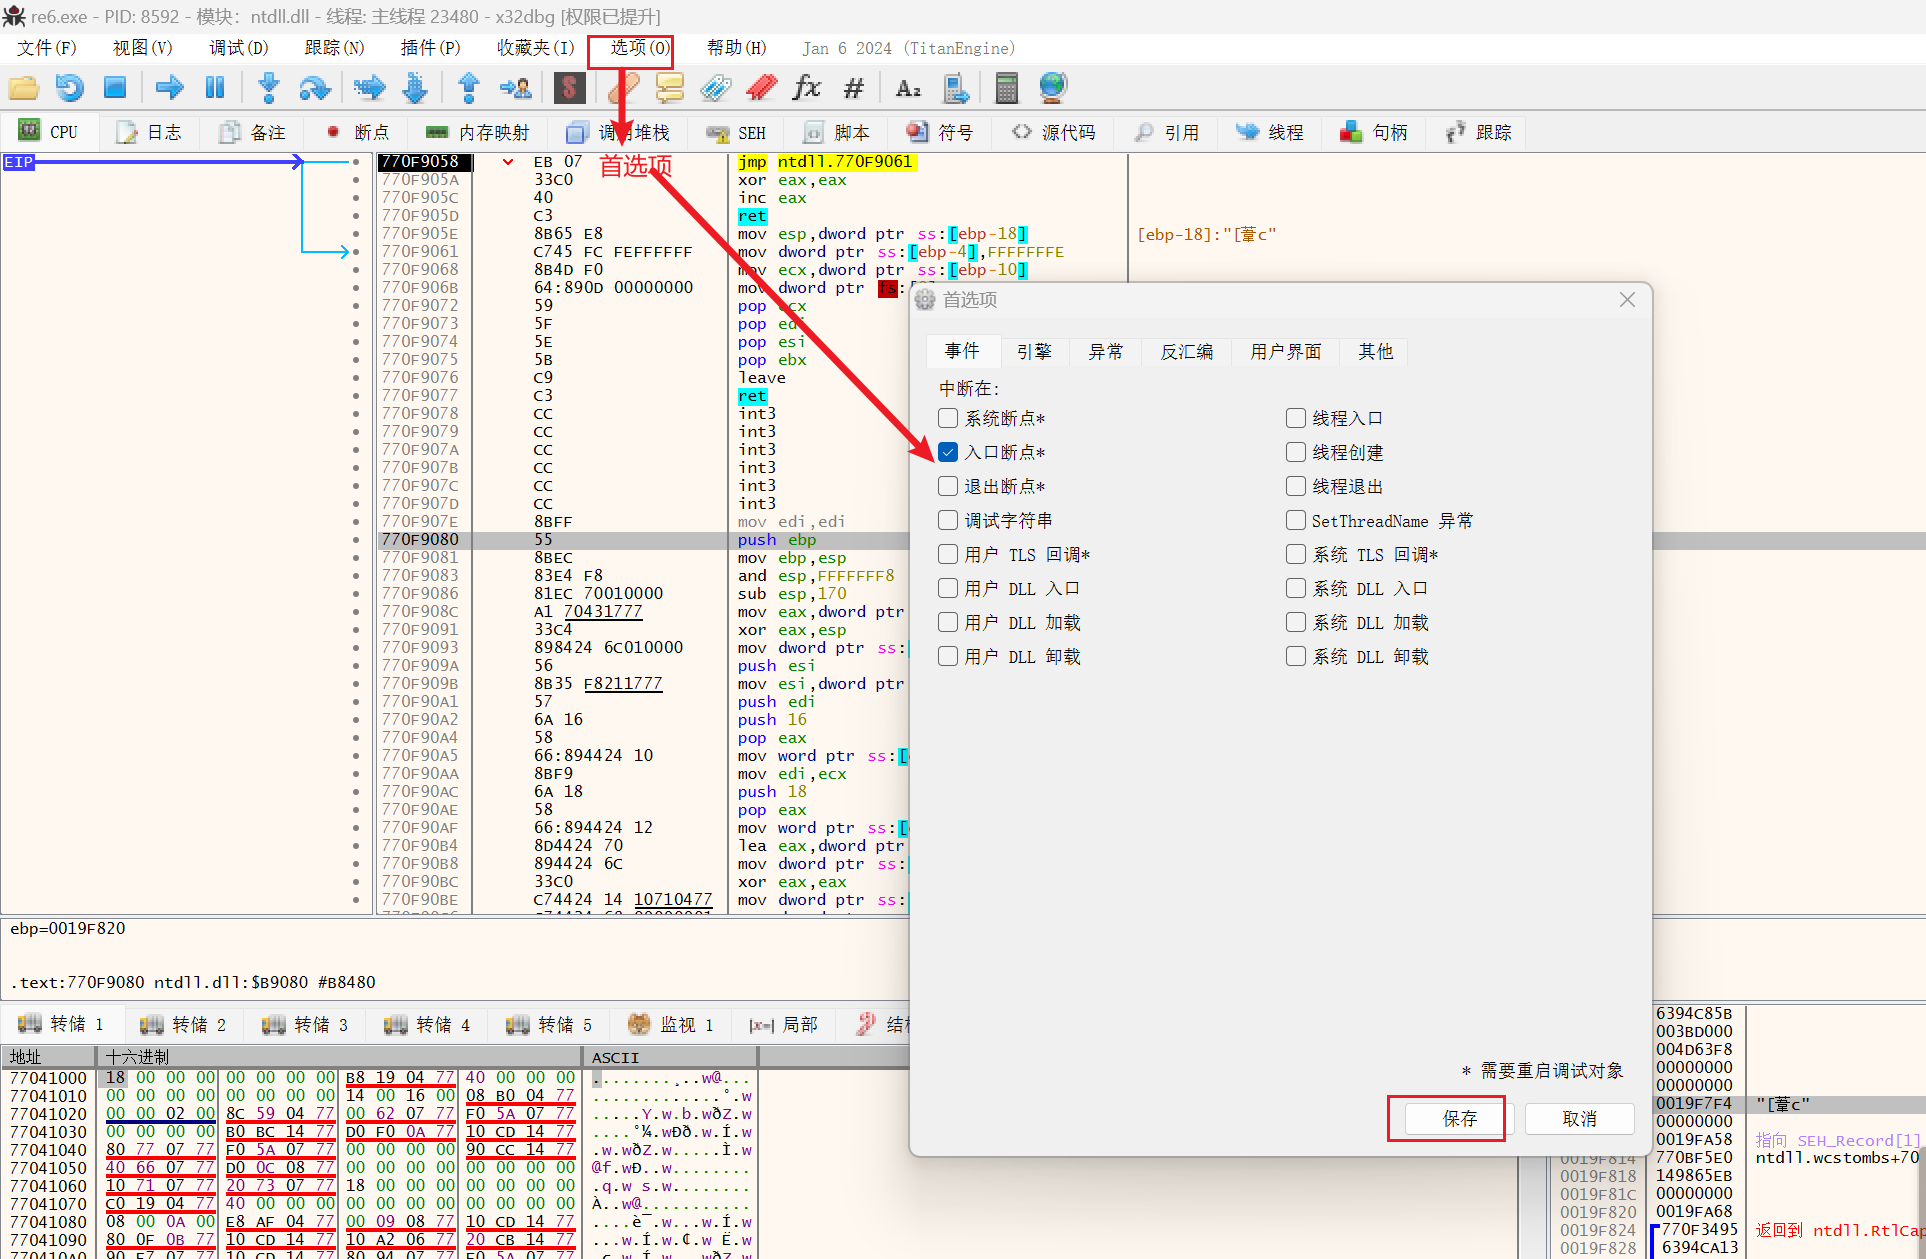 re6.exe - PID: 8592 - 模块: ntdll.dll - 线程: 主线程 23480 - x32dbg [权限已提升]
文件(F) 视图(V) 调试(D) 跟踪(N) 插件(P) 收藏夹(I) 选项(O) 帮助(H) Jan 6 2024 (TitanEngine)
CPU 日志 备注 断点 内存映射 调用堆栈 SEH 脚本 符号 源代码 引用 线程 句柄 跟踪
首选项
EIP 770F9058 EB 07 jmp ntdll.770F9061
770F905A 33C0 xor eax,eax
770F905C 40 inc eax
770F905D C3 ret
770F905E 8B65 E8 mov esp,dword ptr ss:[ebp-18] [ebp-18]:"[葷c"
770F9061 C745 FC FEFFFFFF mov dword ptr ss:[ebp-4],FFFFFFFE
770F9068 8B4D F0 mov ecx,dword ptr ss:[ebp-10]
770F906B 64:890D 00000000 mov dword ptr fs:
770F9072 59 pop ecx
770F9073 5F pop edi
770F9074 5E pop esi
770F9075 5B pop ebx
770F9076 C9 leave
770F9077 C3 ret
770F9078 CC int3
770F9079 CC int3
770F907A CC int3
770F907B CC int3
770F907C CC int3
770F907D CC int3
770F907E 8BFF mov edi,edi
770F9080 55 push ebp
770F9081 8BEC mov ebp,esp
770F9083 83E4 F8 and esp,FFFFFFF8
770F9086 81EC 70010000 sub esp,170
770F908C A1 70431777 mov eax,dword ptr
770F9091 33C4 xor eax,esp
770F9093 898424 6C010000 mov dword ptr ss:[
770F909A 56 push esi
770F909B 8B35 F8211777 mov esi,dword ptr
770F90A1 57 push edi
770F90A2 6A 16 push 16
770F90A4 58 pop eax
770F90A5 66:894424 10 mov word ptr ss:[
770F90AA 8BF9 mov edi,ecx
770F90AC 6A 18 push 18
770F90AE 58 pop eax
770F90AF 66:894424 12 mov word ptr ss:[
770F90B4 8D4424 70 lea eax,dword ptr
770F90B8 894424 6C mov dword ptr ss:[
770F90BC 33C0 xor eax,eax
770F90BE C74424 14 10710477 mov dword ptr ss:[
首选项
事件 引擎 异常 反汇编 用户界面 其他
中断在:
系统断点* 线程入口
入口断点* 线程创建
退出断点* 线程退出
调试字符串 SetThreadName 异常
用户 TLS 回调* 系统 TLS 回调*
用户 DLL 入口 系统 DLL 入口
用户 DLL 加载 系统 DLL 加载
用户 DLL 卸载 系统 DLL 卸载
* 需要重启调试对象
保存 取消
ebp=0019F820
.text:770F9080 ntdll.dll:$B9080 #B8480
转储 1 转储 2 转储 3 转储 4 转储 5 监视 1 |x=| 局部
地址 十六进制 ASCII
77041000 18 00 00 00 00 00 00 00 B8 19 04 77 40 00 00 00 ........¸..w@...
77041010 00 00 00 00 00 00 00 00 14 00 16 00 08 B0 04 77 .............°.w
77041020 00 00 02 00 8C 59 04 77 00 62 07 77 F0 5A 07 77 .....Y.w.b.wðZ.w
77041030 00 00 00 00 B0 BC 14 77 D0 F0 0A 77 10 CD 14 77 ....°¼.wÐð.w.Í.w
77041040 80 77 07 77 F0 5A 07 77 00 00 00 00 90 CC 14 77 .w.wðZ.w.....Ì.w
77041050 40 66 07 77 D0 0C 08 77 00 00 00 00 00 00 00 00 @f.wÐ..w........
77041060 10 71 07 77 20 73 07 77 18 00 00 00 00 00 00 00 .q.w s.w........
77041070 C0 19 04 77 40 00 00 00 00 00 00 00 00 00 00 00 À..w@...........
77041080 08 00 0A 00 E8 AF 04 77 00 09 08 77 10 CD 14 77 ....è¯.w...w.Í.w
77041090 80 0F 0B 77 10 CD 14 77 10 A2 06 77 20 CB 14 77 ...w.Í.w.¢.w Ë.w
6394C85B
003BD000
004D63F8
00000000
00000000
0019F7F4 "[葷c"
00000000
0019FA58 指向 SEH_Record[1]
0019F814 770BF5E0 ntdll.wcstombs+70
0019F818 149865EB
0019F81C 00000000
0019F820 0019FA68
0019F824 770F3495 返回到 ntdll.RtlCap
0019F828 6394CA13